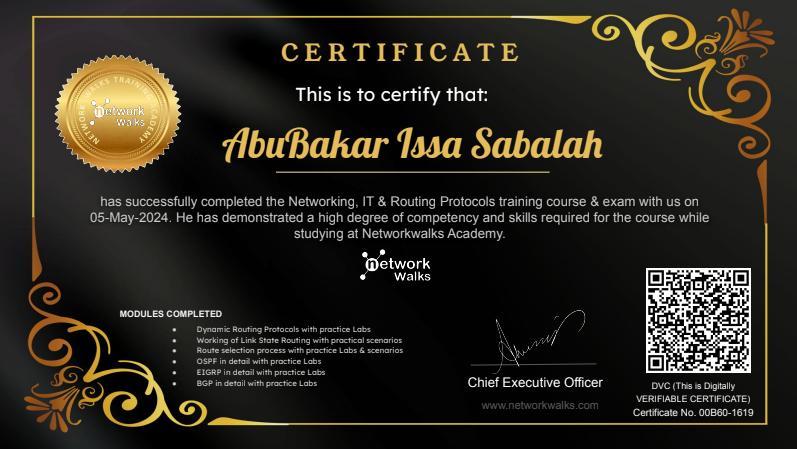 CERTIFICATE
This is to certify that:
NETWORK WALKS TRAINING ACADEMY
network
Walks
AbuBakar Issa Sabalah
has successfully completed the Networking, IT & Routing Protocols training course & exam with us on
05-May-2024. He has demonstrated a high degree of competency and skills required for the course while
studying at Networkwalks Academy.
network
Walks
MODULES COMPLETED
• Dynamic Routing Protocols with practice Labs
• Working of Link State Routing with practical scenarios
• Route selection process with practice Labs & scenarios
• OSPF in detail with practice Labs
• EIGRP in detail with practice Labs
• BGP in detail with practice Labs
Chief Executive Officer
www.networkwalks.com
DVC (This is Digitally
VERIFIABLE CERTIFICATE)
Certificate No. 00B60-1619